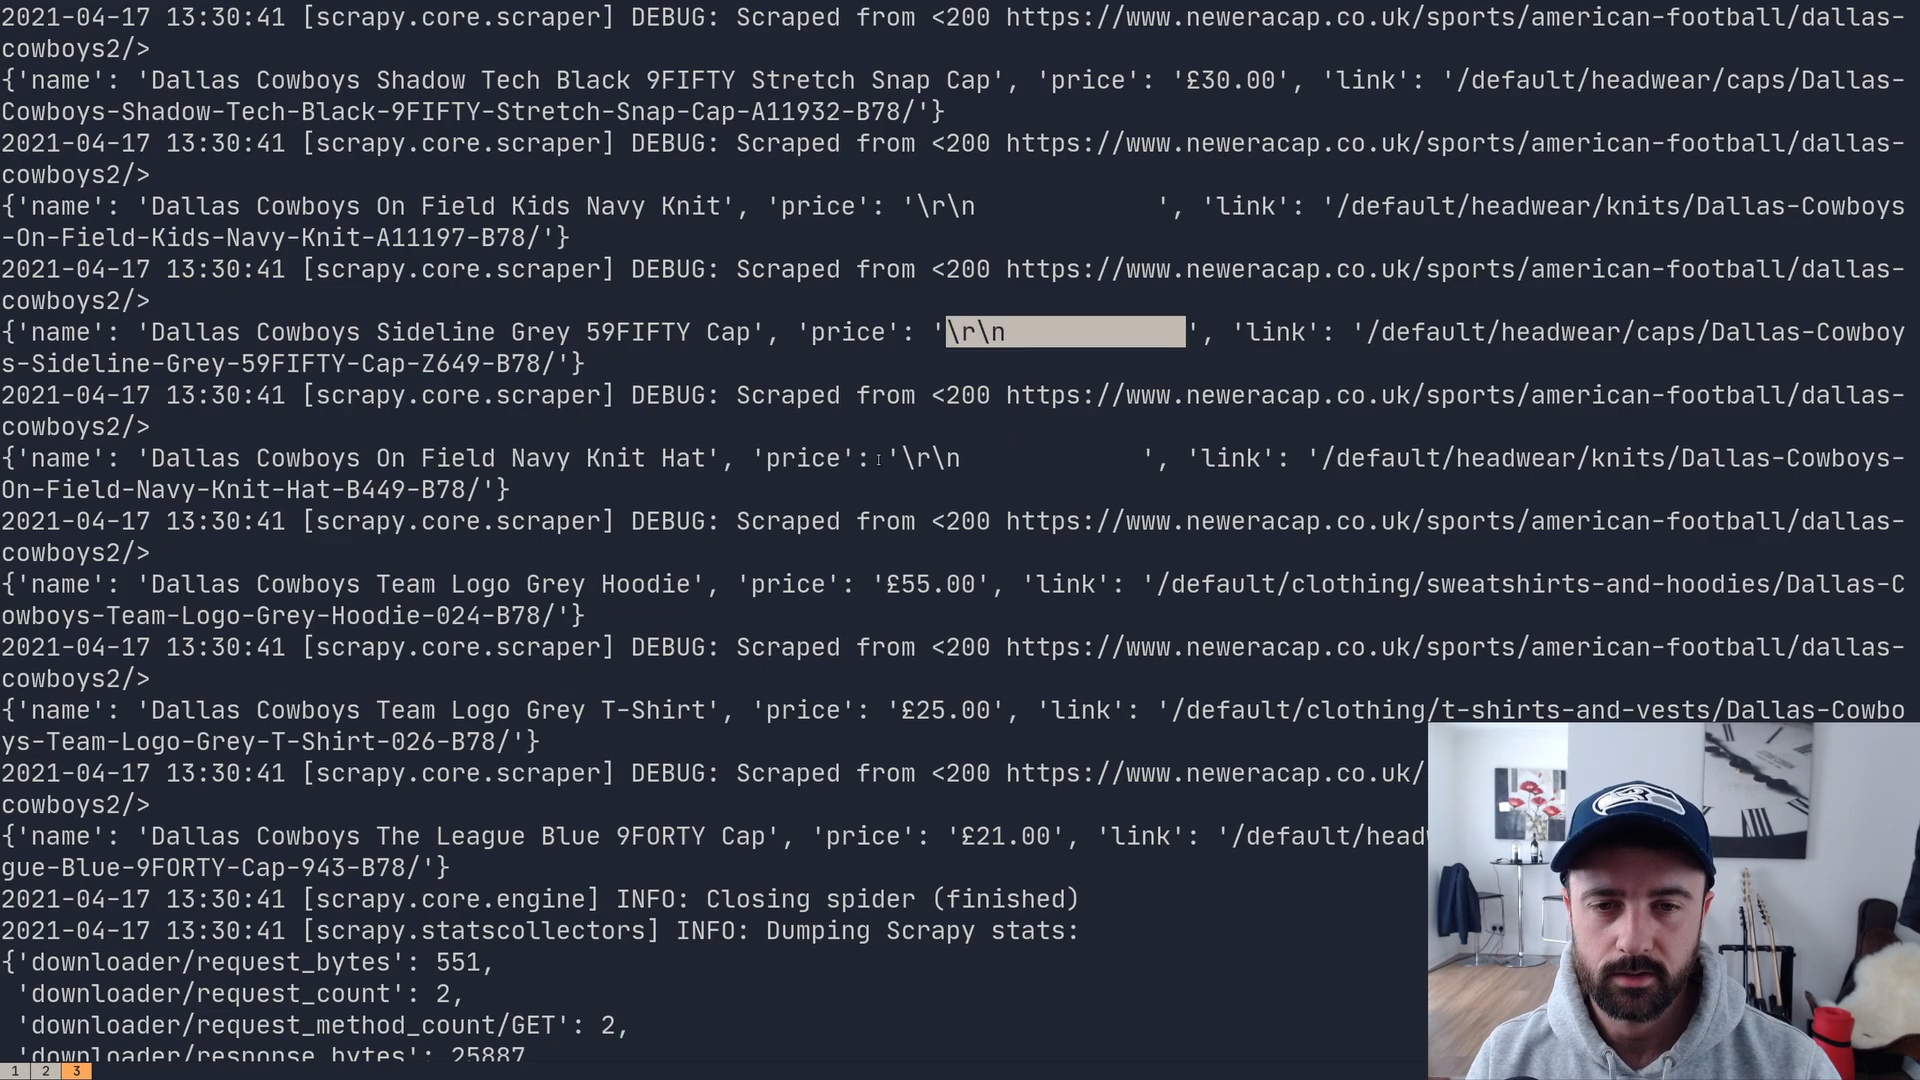 2021-04-17 13:30:41 [scrapy.core.scraper] DEBUG: Scraped from <200 https://www.neweracap.co.uk/sports/american-football/dallas-
cowboys2/>
{'name': 'Dallas Cowboys Shadow Tech Black 9FIFTY Stretch Snap Cap', 'price': '£30.00', 'link': '/default/headwear/caps/Dallas-
Cowboys-Shadow-Tech-Black-9FIFTY-Stretch-Snap-Cap-A11932-B78/'}
2021-04-17 13:30:41 [scrapy.core.scraper] DEBUG: Scraped from <200 https://www.neweracap.co.uk/sports/american-football/dallas-
cowboys2/>
{'name': 'Dallas Cowboys On Field Kids Navy Knit', 'price': '\r\n            ', 'link': '/default/headwear/knits/Dallas-Cowboys
-On-Field-Kids-Navy-Knit-A11197-B78/'}
2021-04-17 13:30:41 [scrapy.core.scraper] DEBUG: Scraped from <200 https://www.neweracap.co.uk/sports/american-football/dallas-
cowboys2/>
{'name': 'Dallas Cowboys Sideline Grey 59FIFTY Cap', 'price': '\r\n            ', 'link': '/default/headwear/caps/Dallas-Cowboy
s-Sideline-Grey-59FIFTY-Cap-Z649-B78/'}
2021-04-17 13:30:41 [scrapy.core.scraper] DEBUG: Scraped from <200 https://www.neweracap.co.uk/sports/american-football/dallas-
cowboys2/>
{'name': 'Dallas Cowboys On Field Navy Knit Hat', 'price': '\r\n            ', 'link': '/default/headwear/knits/Dallas-Cowboys-
On-Field-Navy-Knit-Hat-B449-B78/'}
2021-04-17 13:30:41 [scrapy.core.scraper] DEBUG: Scraped from <200 https://www.neweracap.co.uk/sports/american-football/dallas-
cowboys2/>
{'name': 'Dallas Cowboys Team Logo Grey Hoodie', 'price': '£55.00', 'link': '/default/clothing/sweatshirts-and-hoodies/Dallas-C
owboys-Team-Logo-Grey-Hoodie-024-B78/'}
2021-04-17 13:30:41 [scrapy.core.scraper] DEBUG: Scraped from <200 https://www.neweracap.co.uk/sports/american-football/dallas-
cowboys2/>
{'name': 'Dallas Cowboys Team Logo Grey T-Shirt', 'price': '£25.00', 'link': '/default/clothing/t-shirts-and-vests/Dallas-Cowbo
ys-Team-Logo-Grey-T-Shirt-026-B78/'}
2021-04-17 13:30:41 [scrapy.core.scraper] DEBUG: Scraped from <200 https://www.neweracap.co.uk/
cowboys2/>
{'name': 'Dallas Cowboys The League Blue 9FORTY Cap', 'price': '£21.00', 'link': '/default/head
gue-Blue-9FORTY-Cap-943-B78/'}
2021-04-17 13:30:41 [scrapy.core.engine] INFO: Closing spider (finished)
2021-04-17 13:30:41 [scrapy.statscollectors] INFO: Dumping Scrapy stats:
{'downloader/request_bytes': 551,
 'downloader/request_count': 2,
 'downloader/request_method_count/GET': 2,
 'downloader/response_bytes': 25887
1 2 3